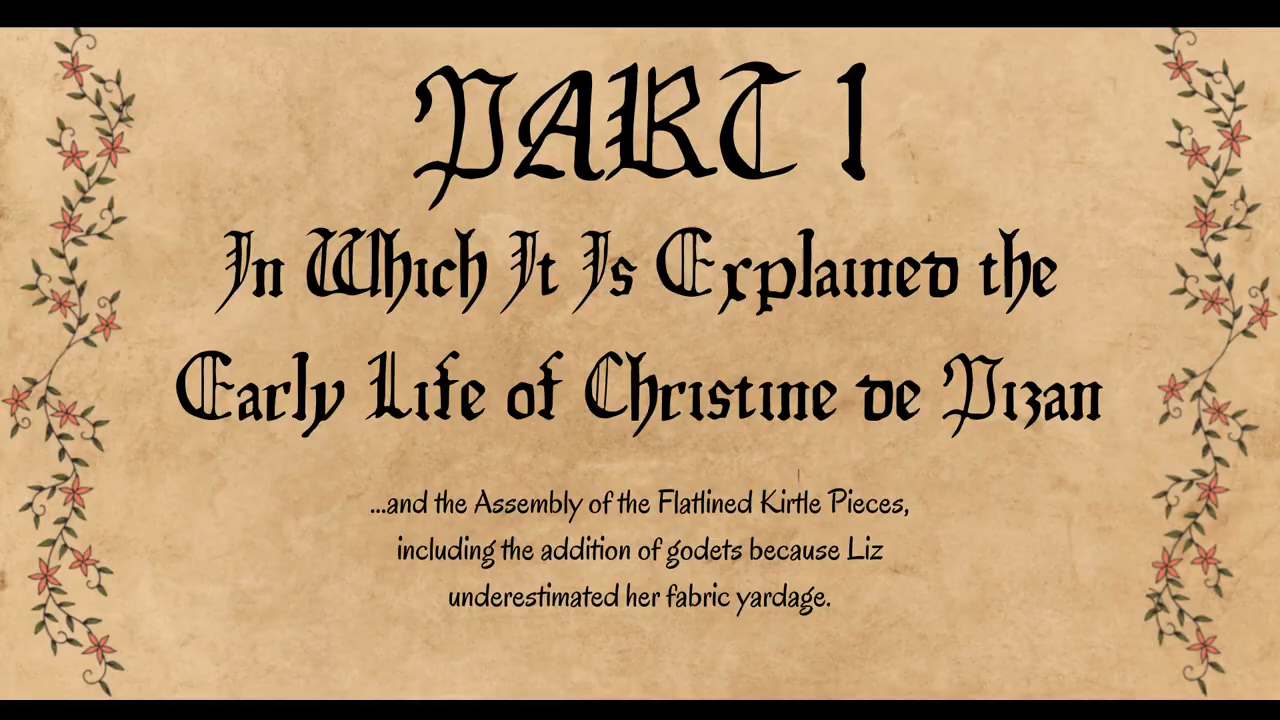 PART 1
In Which It Is Explained the
Early Life of Christine de Pizan
...and the Assembly of the Flatlined Kirtle Pieces,
including the addition of godets because Liz
underestimated her fabric yardage.